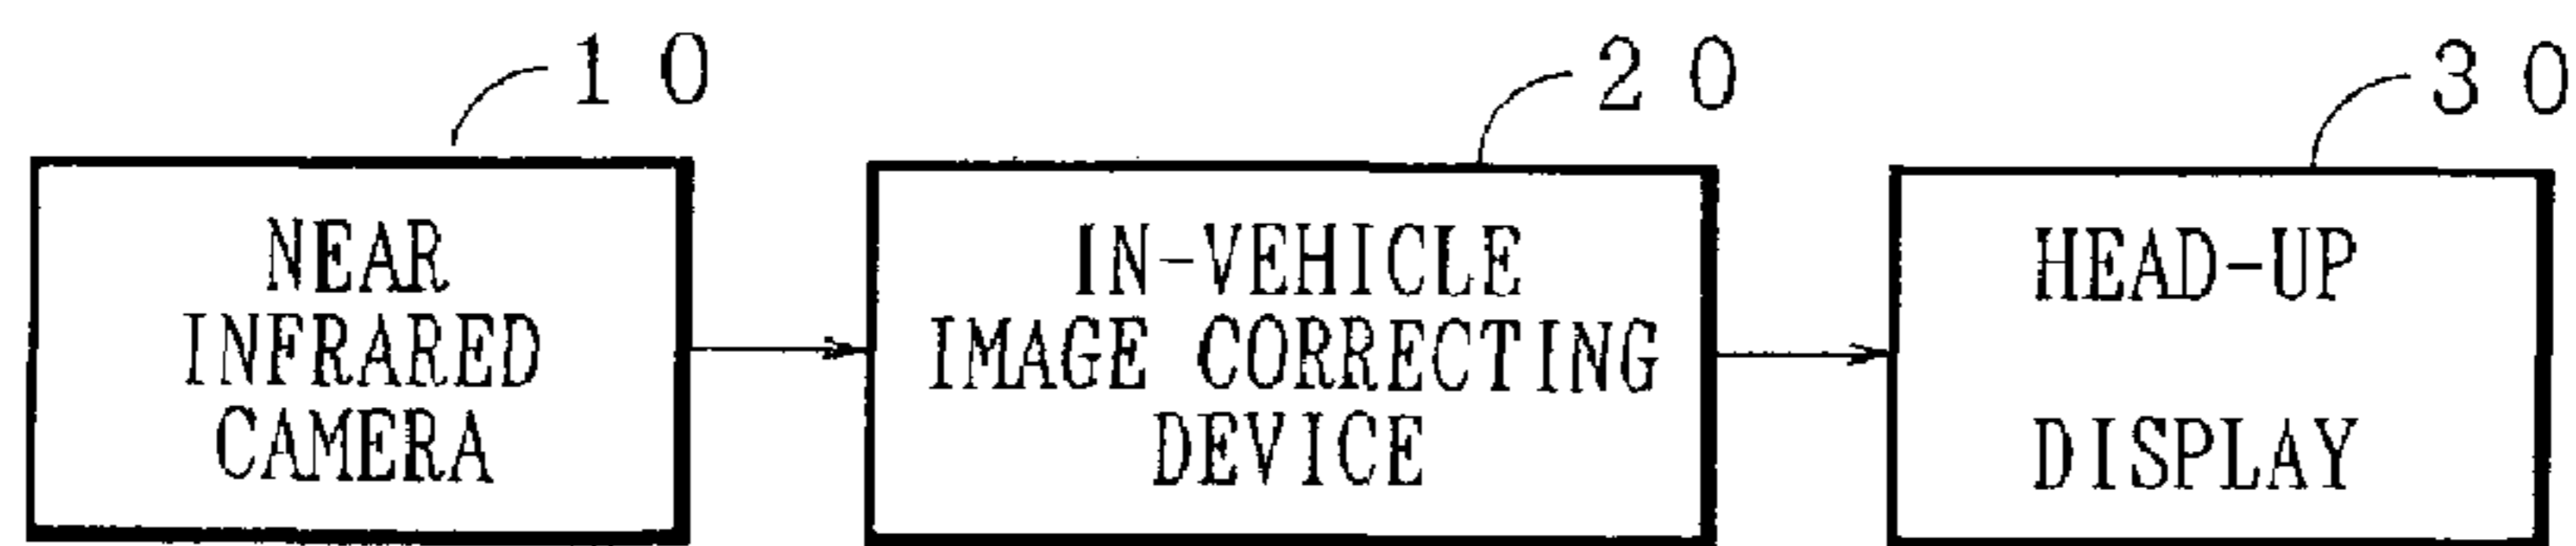 10
20
30
NEAR
INFRARED
CAMERA
IN-VEHICLE
IMAGE CORRECTING
DEVICE
HEAD-UP
DISPLAY